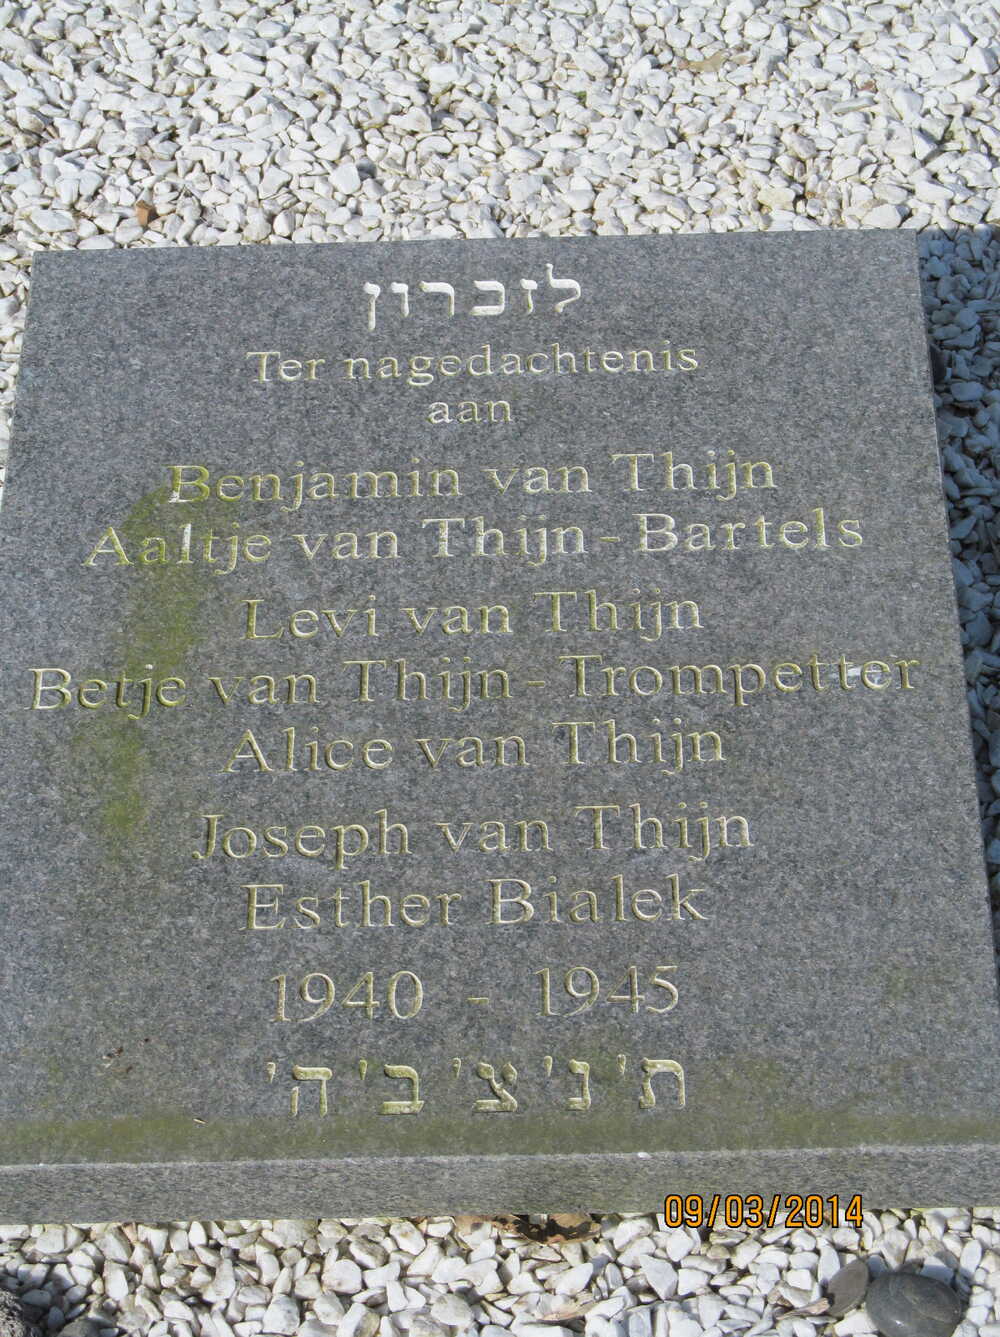 לזכרון
Ter nagedachtenis
aan
Benjamin van Thijn
Aaltje van Thijn - Bartels
Levi van Thijn
Betje van Thijn - Trompetter
Alice van Thijn
Joseph van Thijn
Esther Bialek
1940 - 1945
ת' נ' צ' ב' ה'
09/03/2014